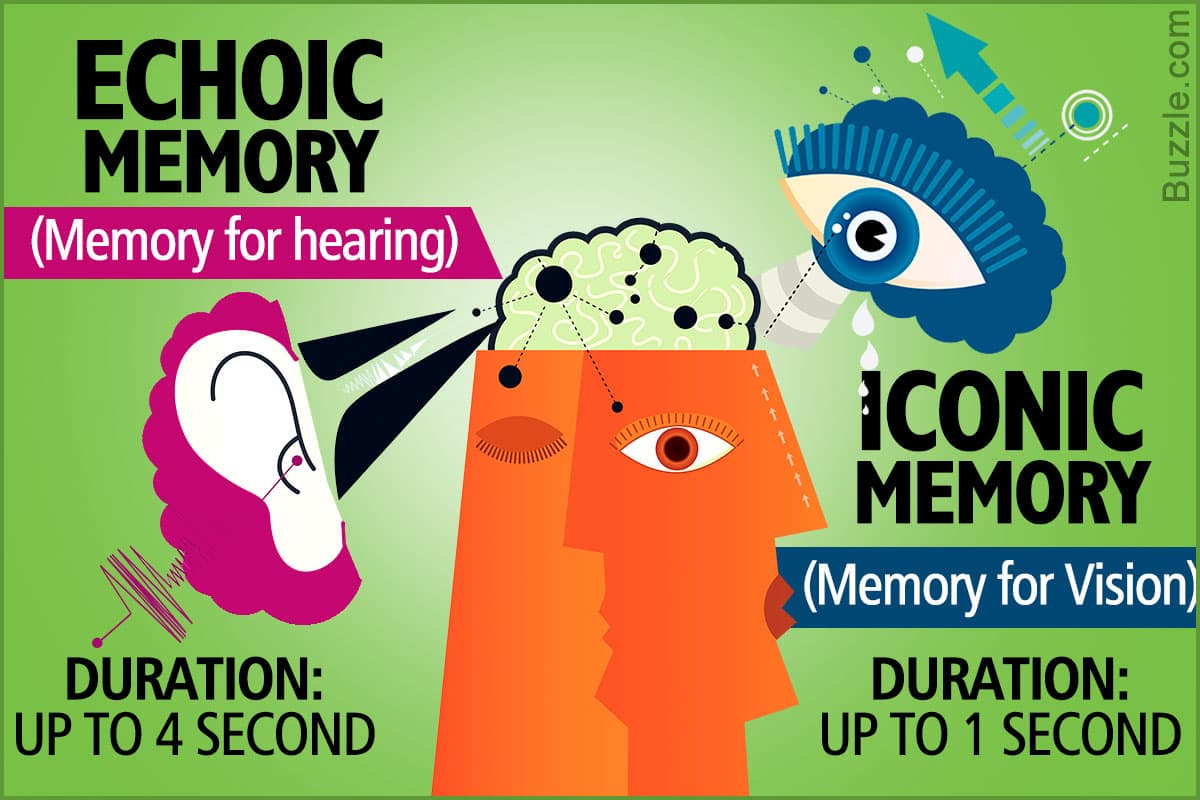 ECHOIC
MEMORY
(Memory for hearing)
DURATION:
UP TO 4 SECOND
Buzzle.com
ICONIC
MEMORY
(Memory for Vision)
DURATION:
UP TO 1 SECOND